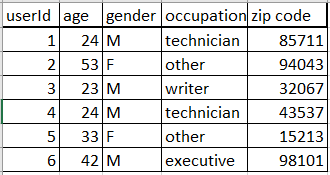 userId age gender occupation zip code
1 24 M technician 85711
2 53 F other 94043
3 23 M writer 32067
4 24 M technician 43537
5 33 F other 15213
6 42 M executive 98101